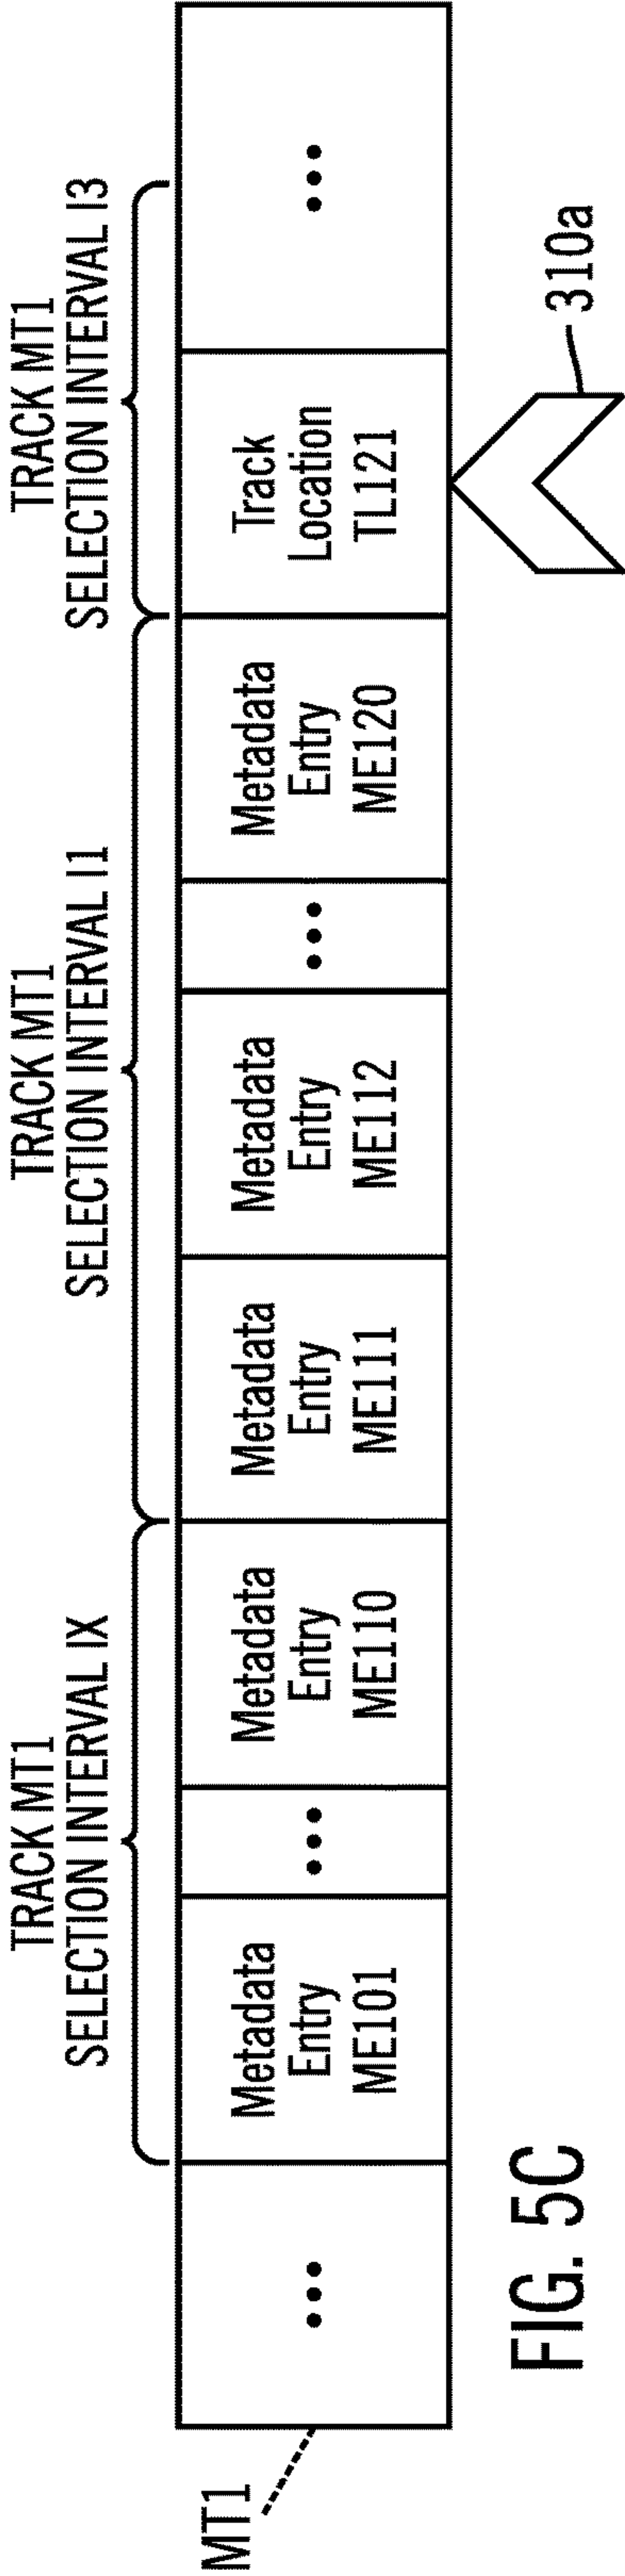 TRACK MT1
SELECTION INTERVAL IX
TRACK MT1
SELECTION INTERVAL I1
TRACK MT1
SELECTION INTERVAL I3
MT1
•••
Metadata
Entry
ME101
•••
Metadata
Entry
ME110
Metadata
Entry
ME111
Metadata
Entry
ME112
•••
Metadata
Entry
ME120
Track
Location
TL121
•••
310a
FIG. 5C